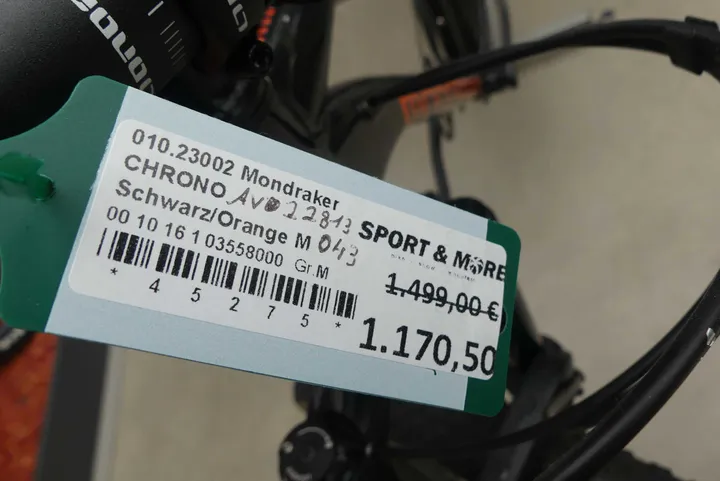 010.23002 Mondraker
CHRONO
Schwarz/Orange M 043
00 10 16 1 03558000 Gr.M
* 4 5 2 7 5 *
SPORT & MORE
1.499,00 €
1.170,50